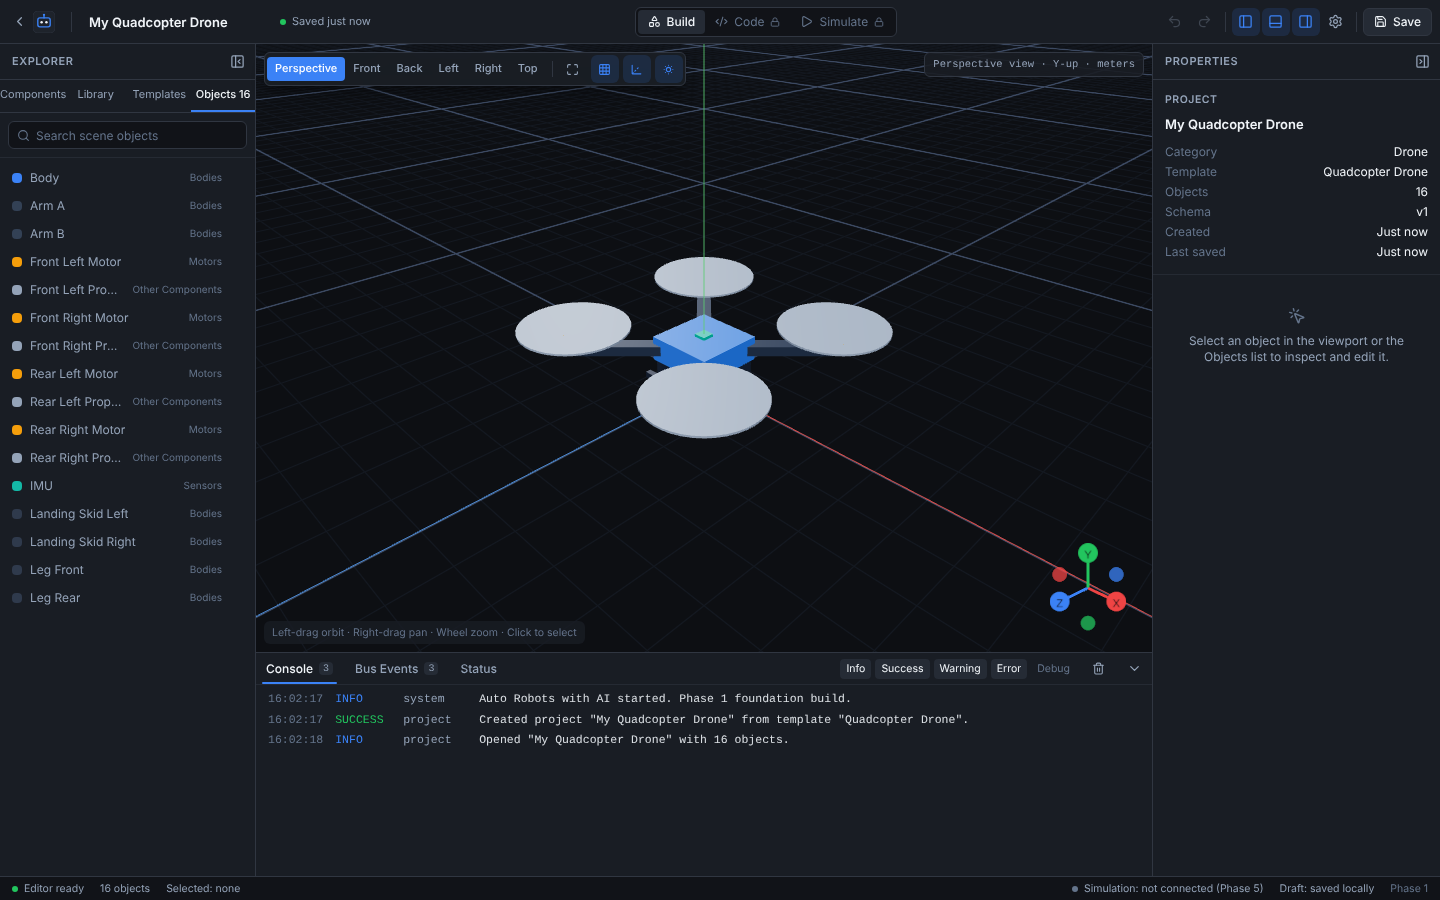 My Quadcopter Drone
Saved just now
Build
Code
Simulate
Save
EXPLORER
Components
Library
Templates
Objects 16
Search scene objects
Body Bodies
Arm A Bodies
Arm B Bodies
Front Left Motor Motors
Front Left Pro... Other Components
Front Right Motor Motors
Front Right Pr... Other Components
Rear Left Motor Motors
Rear Left Prop... Other Components
Rear Right Motor Motors
Rear Right Pro... Other Components
IMU Sensors
Landing Skid Left Bodies
Landing Skid Right Bodies
Leg Front Bodies
Leg Rear Bodies
Perspective Front Back Left Right Top
Perspective view · Y-up · meters
Y
Z
X
Left-drag orbit · Right-drag pan · Wheel zoom · Click to select
Console 3
Bus Events 3
Status
Info Success Warning Error Debug
16:02:17 INFO system Auto Robots with AI started. Phase 1 foundation build.
16:02:17 SUCCESS project Created project "My Quadcopter Drone" from template "Quadcopter Drone".
16:02:18 INFO project Opened "My Quadcopter Drone" with 16 objects.
PROPERTIES
PROJECT
My Quadcopter Drone
Category Drone
Template Quadcopter Drone
Objects 16
Schema v1
Created Just now
Last saved Just now
Select an object in the viewport or the
Objects list to inspect and edit it.
Editor ready
16 objects
Selected: none
Simulation: not connected (Phase 5)
Draft: saved locally
Phase 1